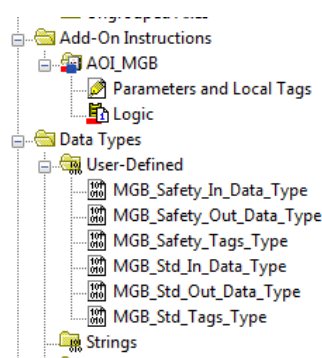 Add-On Instructions
AOI_MGB
Parameters and Local Tags
Logic
Data Types
User-Defined
MGB_Safety_In_Data_Type
MGB_Safety_Out_Data_Type
MGB_Safety_Tags_Type
MGB_Std_In_Data_Type
MGB_Std_Out_Data_Type
MGB_Std_Tags_Type
Strings